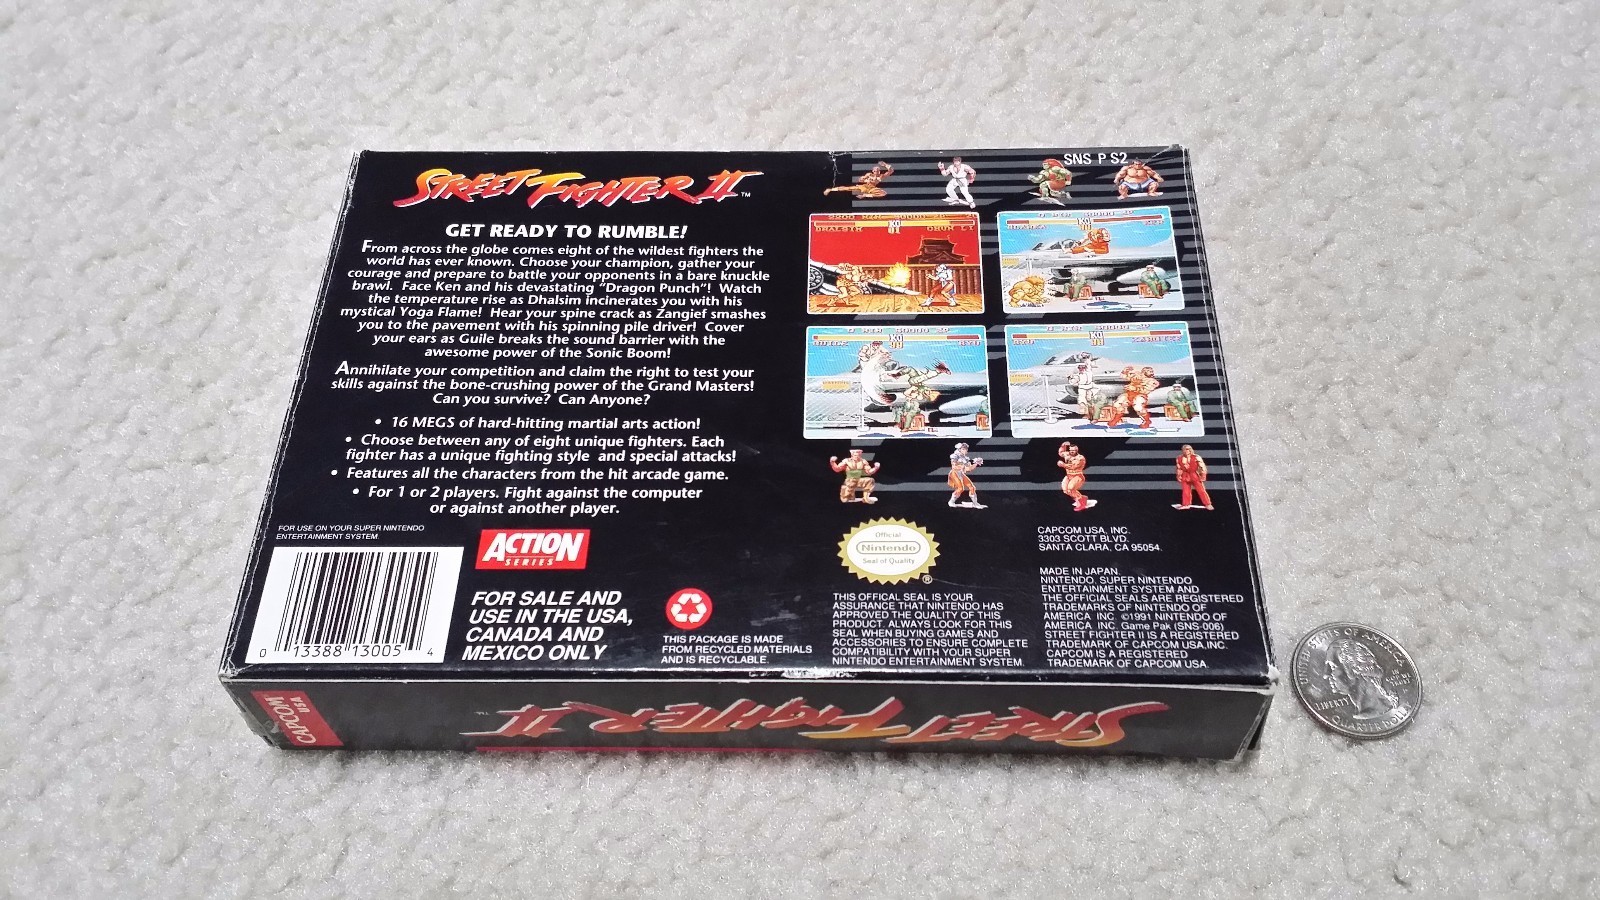 STREET FIGHTER II™
GET READY TO RUMBLE!
From across the globe comes eight of the wildest fighters the
world has ever known. Choose your champion, gather your
courage and prepare to battle your opponents in a bare knuckle
brawl. Face Ken and his devastating "Dragon Punch"! Watch
the temperature rise as Dhalsim incinerates you with his
mystical Yoga Flame! Hear your spine crack as Zangief smashes
you to the pavement with his spinning pile driver! Cover
your ears as Guile breaks the sound barrier with the
awesome power of the Sonic Boom!
Annihilate your competition and claim the right to test your
skills against the bone-crushing power of the Grand Masters!
Can you survive? Can Anyone?
• 16 MEGS of hard-hitting martial arts action!
• Choose between any of eight unique fighters. Each
fighter has a unique fighting style and special attacks!
• Features all the characters from the hit arcade game.
• For 1 or 2 players. Fight against the computer
or against another player.
FOR USE ON YOUR SUPER NINTENDO
ENTERTAINMENT SYSTEM.
0 13388 13005 4
ACTION
SERIES
FOR SALE AND
USE IN THE USA,
CANADA AND
MEXICO ONLY
THIS PACKAGE IS MADE
FROM RECYCLED MATERIALS
AND IS RECYCLABLE.
SNS P S2
DHALSIM
CHUN LI
KO
Official
Nintendo
Seal of Quality
®
THIS OFFICAL SEAL IS YOUR
ASSURANCE THAT NINTENDO HAS
APPROVED THE QUALITY OF THIS
PRODUCT. ALWAYS LOOK FOR THIS
SEAL WHEN BUYING GAMES AND
ACCESSORIES TO ENSURE COMPLETE
COMPATIBILITY WITH YOUR SUPER
NINTENDO ENTERTAINMENT SYSTEM.
CAPCOM USA, INC.
3303 SCOTT BLVD.
SANTA CLARA, CA 95054.
MADE IN JAPAN.
NINTENDO, SUPER NINTENDO
ENTERTAINMENT SYSTEM AND
THE OFFICIAL SEALS ARE REGISTERED
TRADEMARKS OF NINTENDO OF
AMERICA INC. ©1991 NINTENDO OF
AMERICA INC. Game Pak (SNS-006)
STREET FIGHTER II IS A REGISTERED
TRADEMARK OF CAPCOM USA,INC.
CAPCOM IS A REGISTERED
TRADEMARK OF CAPCOM USA.
CAPCOM
USA
STREET FIGHTER II™
UNITED STATES OF AMERICA
LIBERTY
IN GOD WE TRUST
QUARTER DOLLAR